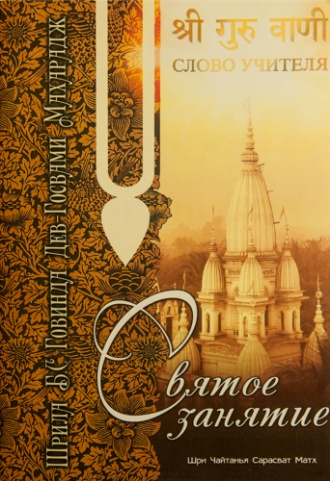 श्री गुरु वाणी
СЛОВО УЧИТЕЛЯ
Шрила Б.С. Говинда Дев-Госвами Махарадж
Святое
занятие
Шри Чайтанья Сарасват Матх